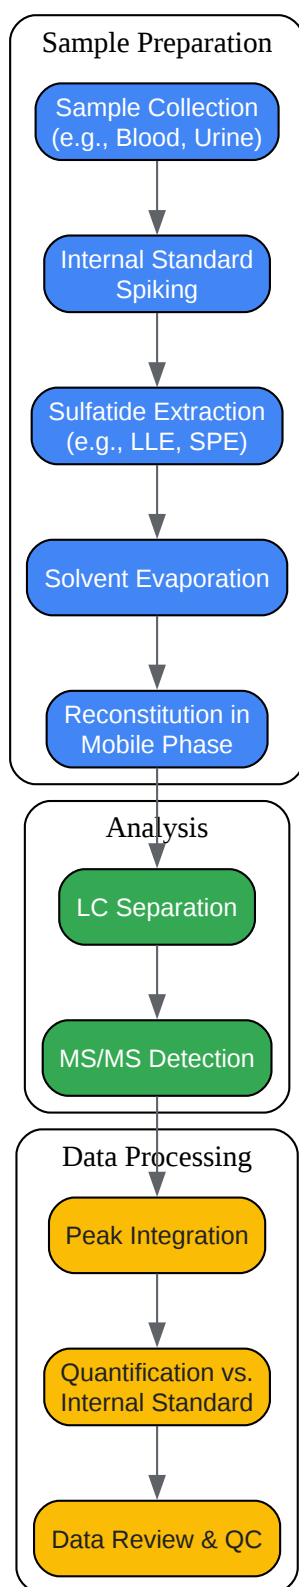 Sample Preparation
Sample Collection
(e.g., Blood, Urine)
Internal Standard
Spiking
Sulfatide Extraction
(e.g., LLE, SPE)
Solvent Evaporation
Reconstitution in
Mobile Phase
Analysis
LC Separation
MS/MS Detection
Data Processing
Peak Integration
Quantification vs.
Internal Standard
Data Review & QC